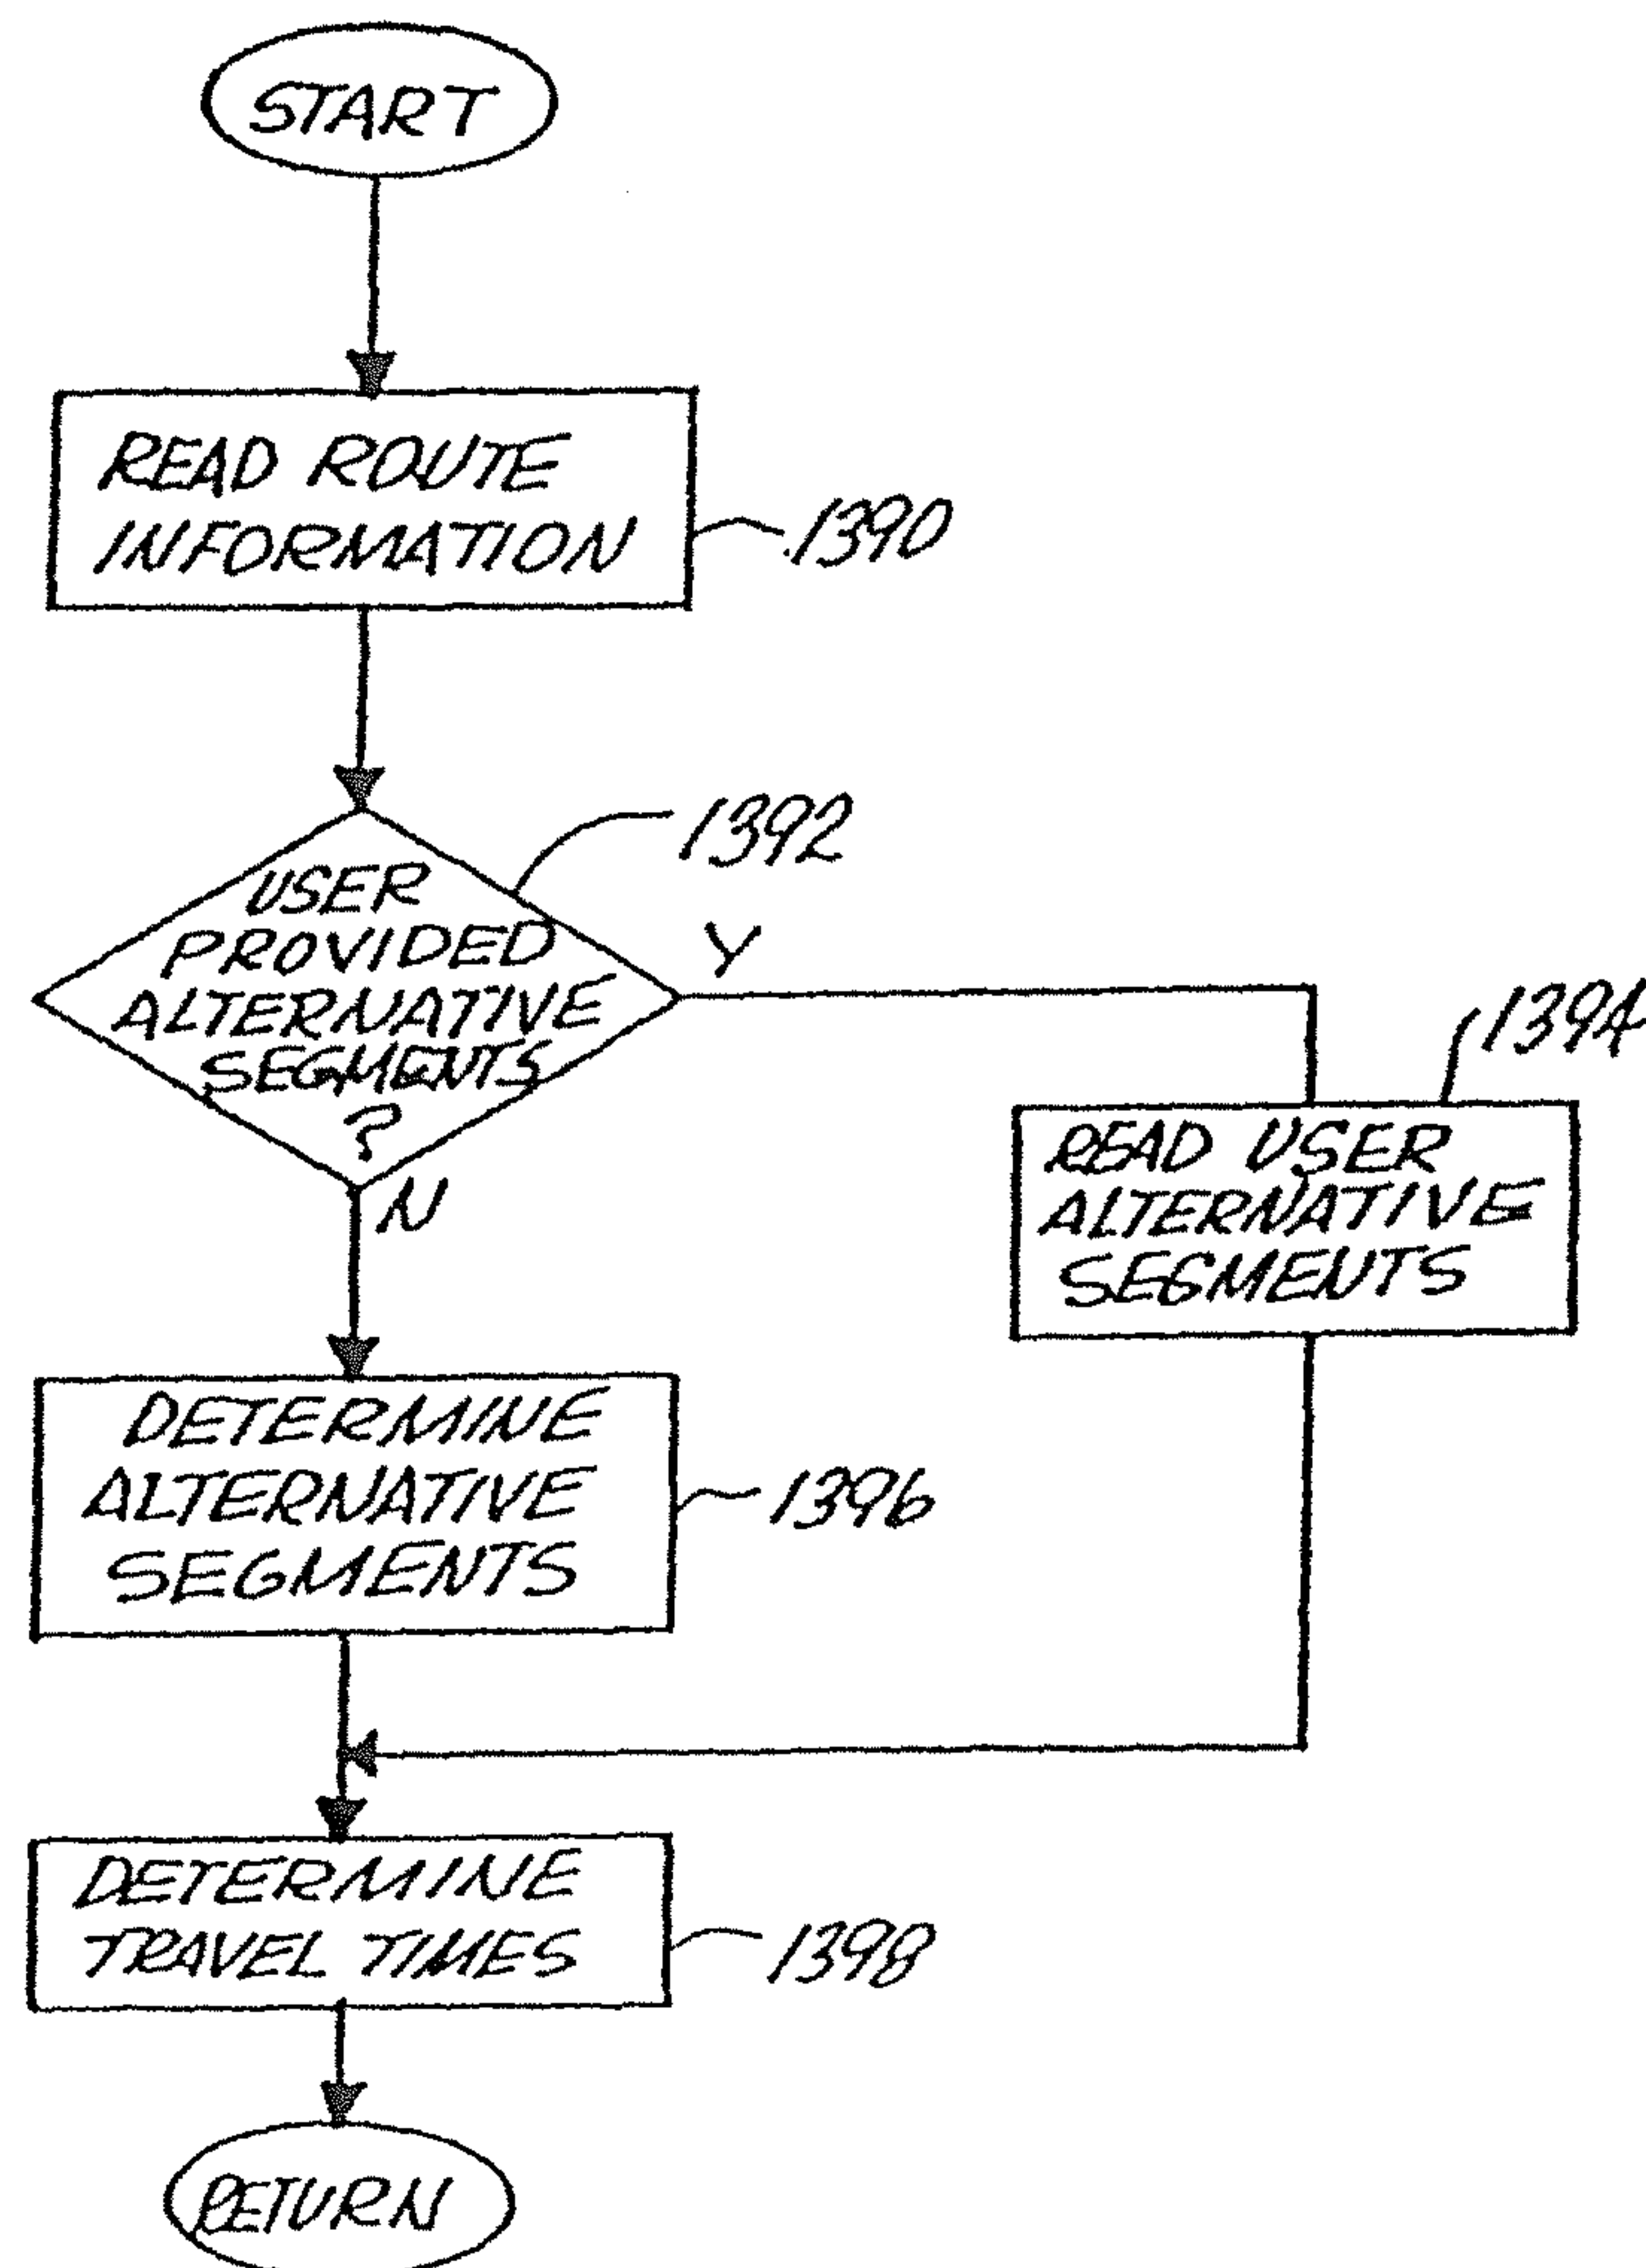 START
READ ROUTE
INFORMATION
1390
1392
USER
PROVIDED
ALTERNATIVE
SEGMENTS
?
Y
N
1394
READ USER
ALTERNATIVE
SEGMENTS
DETERMINE
ALTERNATIVE
SEGMENTS
1396
DETERMINE
TRAVEL TIMES
1398
RETURN